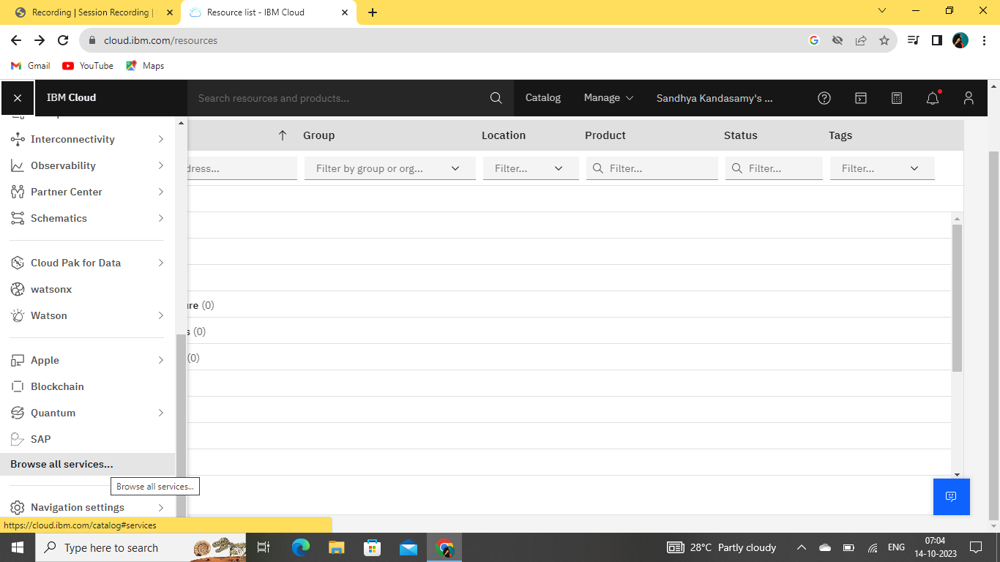 Recording | Session Recording |
Resource list - IBM Cloud
cloud.ibm.com/resources
Gmail
YouTube
Maps
IBM Cloud
Search resources and products...
Catalog
Manage
Sandhya Kandasamy's ...
Group
Location
Product
Status
Tags
Interconnectivity
Observability
Partner Center
Schematics
Cloud Pak for Data
watsonx
Watson
Apple
Blockchain
Quantum
SAP
Browse all services...
Browse all services...
Navigation settings
dress...
Filter by group or org...
Filter...
Filter...
Filter...
Filter...
ure (0)
s (0)
(0)
https://cloud.ibm.com/catalog#services
Type here to search
28°C Partly cloudy
ENG
07:04
14-10-2023